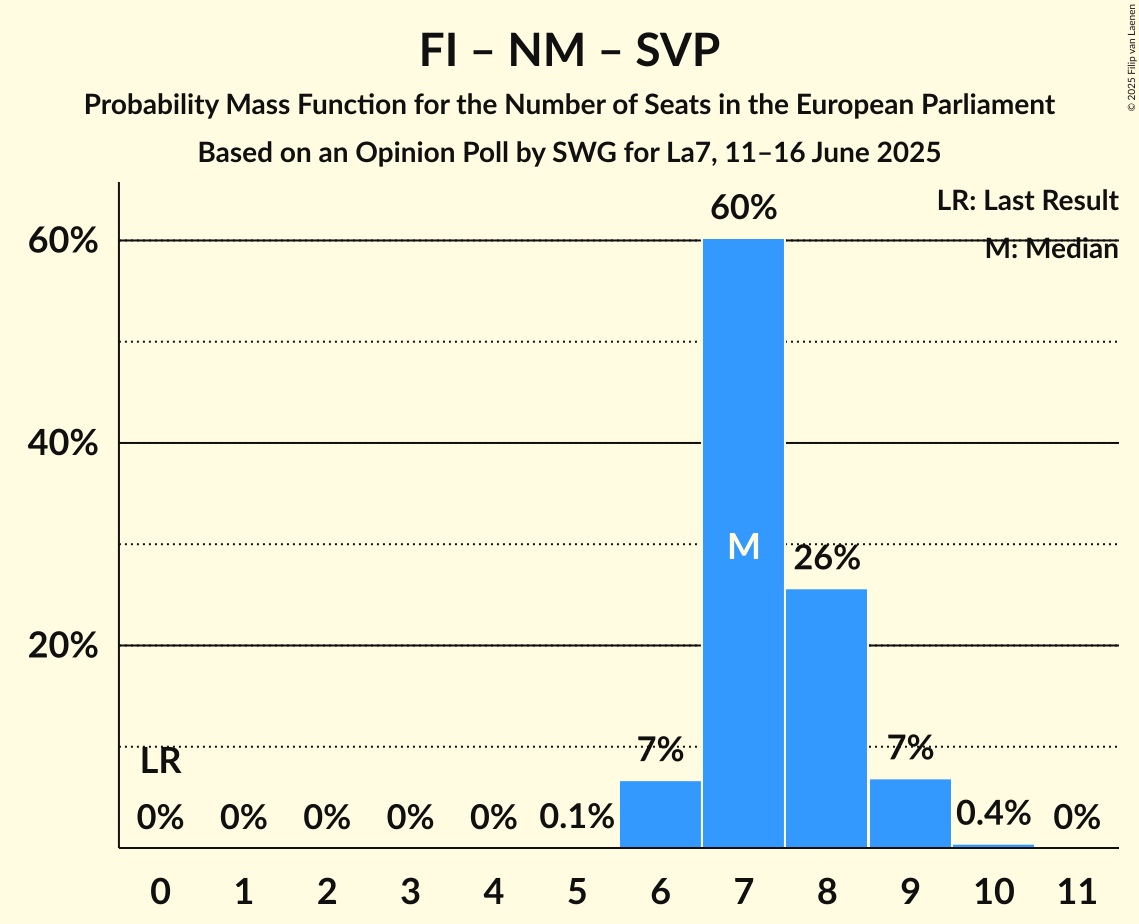 FI – NM – SVP
Probability Mass Function for the Number of Seats in the European Parliament
Based on an Opinion Poll by SWG for La7, 11–16 June 2025
© 2025 Filip van Laenen
LR: Last Result
M: Median
60%
40%
20%
LR
M
0%
0%
0%
0%
0%
0.1%
7%
60%
26%
7%
0.4%
0%
0 1 2 3 4 5 6 7 8 9 10 11